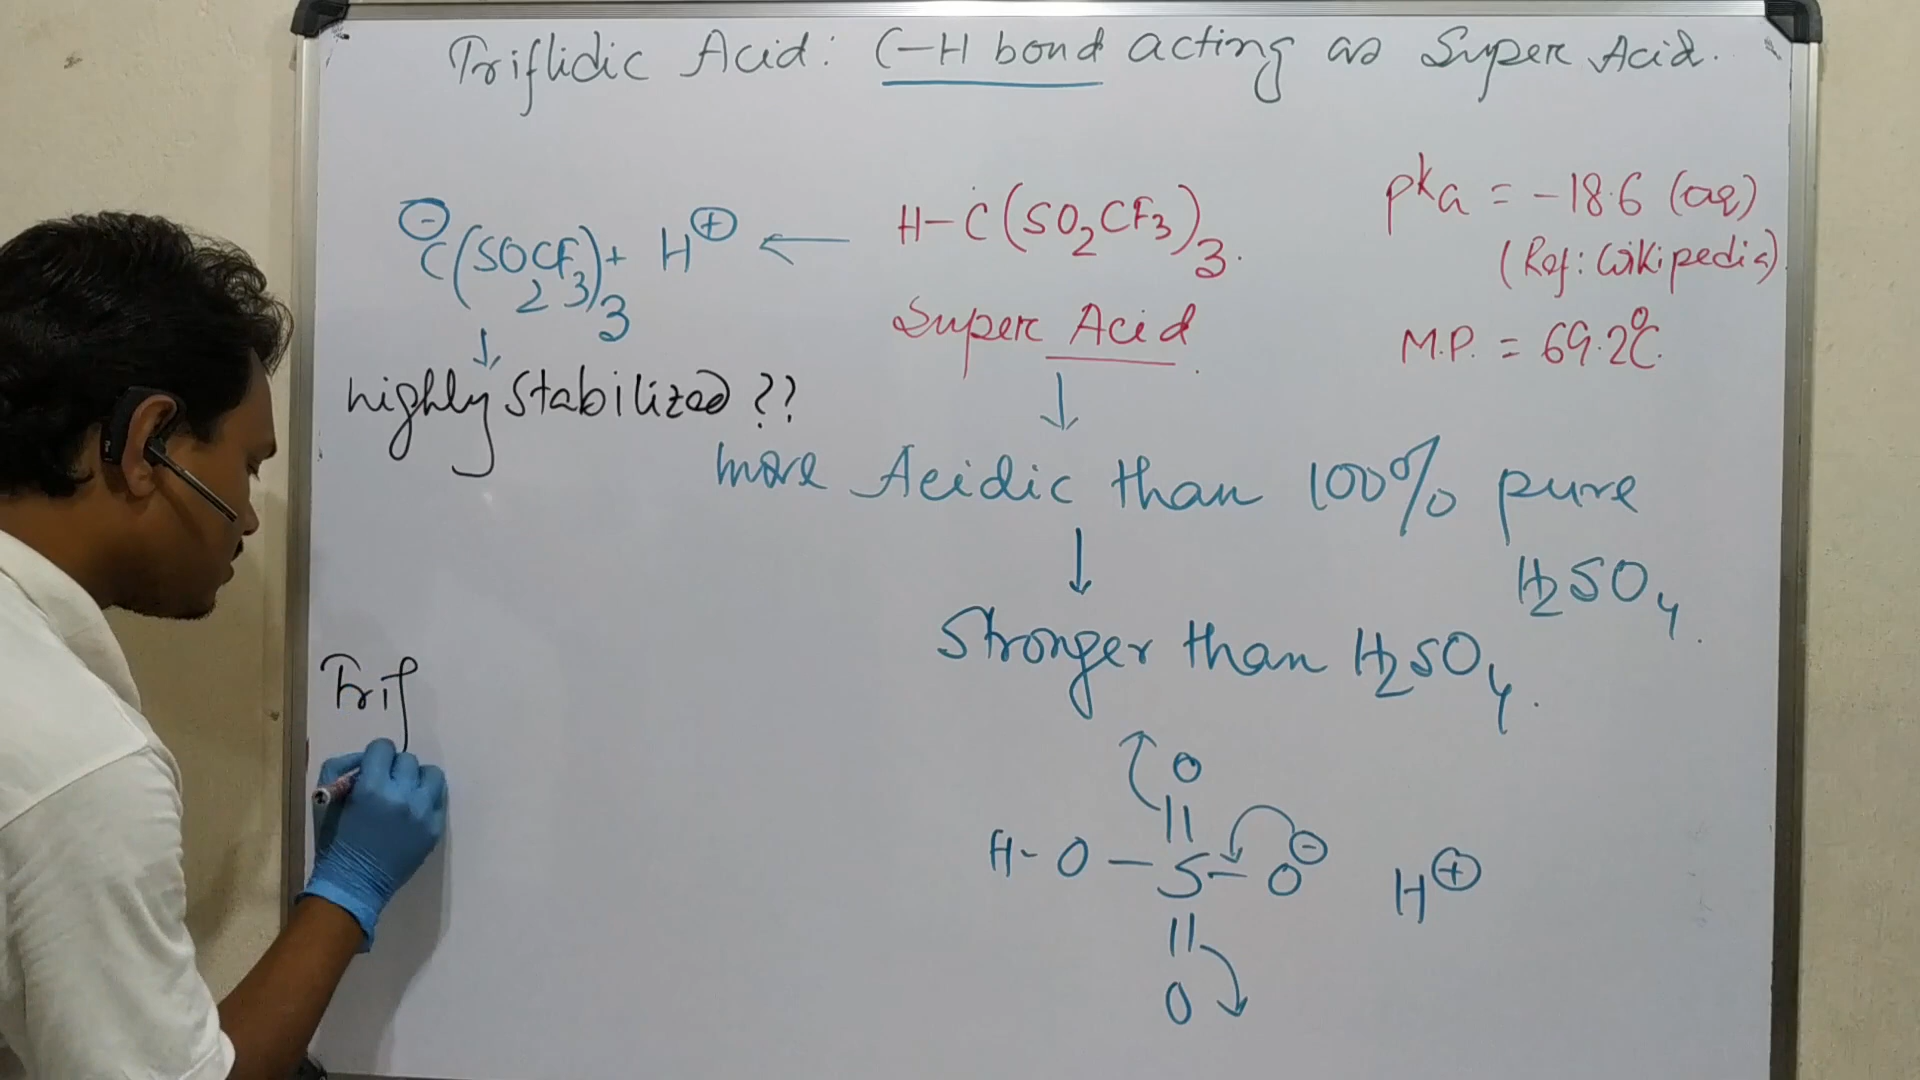 Triflidic Acid: C-H bond acting as Super Acid.
⊖C(SO2CF3)3 + H⊕ ← H-C(SO2CF3)3.
pKa = -18.6 (aq)
(Ref: Wikipedia)
Super Acid.
M.P. = 69.2°C
↓
highly stabilized ??
↓
more Acidic than 100% pure
H2SO4.
↓
Stronger than H2SO4.
Trif
O
||
H-O-S-O⊖ H⊕
||
O